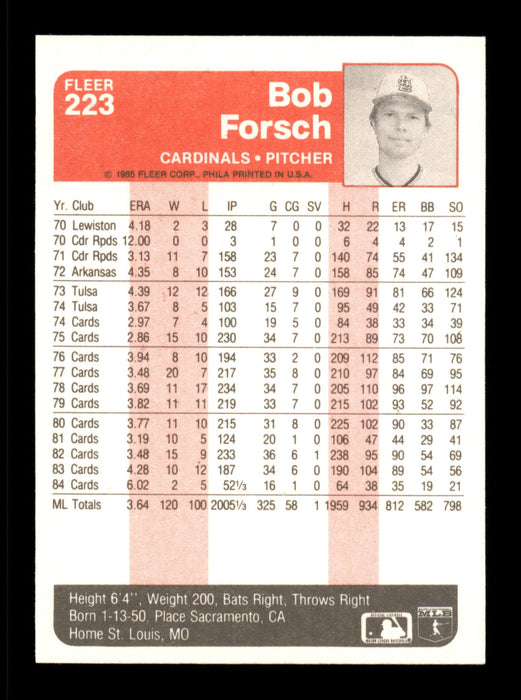 FLEER
223
Bob
Forsch
CARDINALS • PITCHER
© 1985 FLEER CORP., PHILA PRINTED IN U.S.A.
Yr. Club ERA W L IP G CG SV H R ER BB SO
70 Lewiston 4.18 2 3 28 7 0 0 32 22 13 17 15
70 Cdr Rpds 12.00 0 0 3 1 0 0 6 4 4 2 1
71 Cdr Rpds 3.13 11 7 158 23 7 0 140 74 55 41 134
72 Arkansas 4.35 8 10 153 24 7 0 158 85 74 47 109
73 Tulsa 4.39 12 12 166 27 9 0 169 91 81 66 124
74 Tulsa 3.67 8 5 103 15 7 0 95 49 42 33 71
74 Cards 2.97 7 4 100 19 5 0 84 38 33 34 39
75 Cards 2.86 15 10 230 34 7 0 213 89 73 70 108
76 Cards 3.94 8 10 194 33 2 0 209 112 85 71 76
77 Cards 3.48 20 7 217 35 8 0 210 97 84 69 95
78 Cards 3.69 11 17 234 34 7 0 205 110 96 97 114
79 Cards 3.82 11 11 219 33 7 0 215 102 93 52 92
80 Cards 3.77 11 10 215 31 8 0 225 102 90 33 87
81 Cards 3.19 10 5 124 20 1 0 106 47 44 29 41
82 Cards 3.48 15 9 233 36 6 1 238 95 90 54 69
83 Cards 4.28 10 12 187 34 6 0 190 104 89 54 56
84 Cards 6.02 2 5 52⅓ 16 1 0 64 38 35 19 21
ML Totals 3.64 120 100 2005⅓ 325 58 1 1959 934 812 582 798
Height 6'4'', Weight 200, Bats Right, Throws Right
Born 1-13-50, Place Sacramento, CA
Home St. Louis, MO
MLB